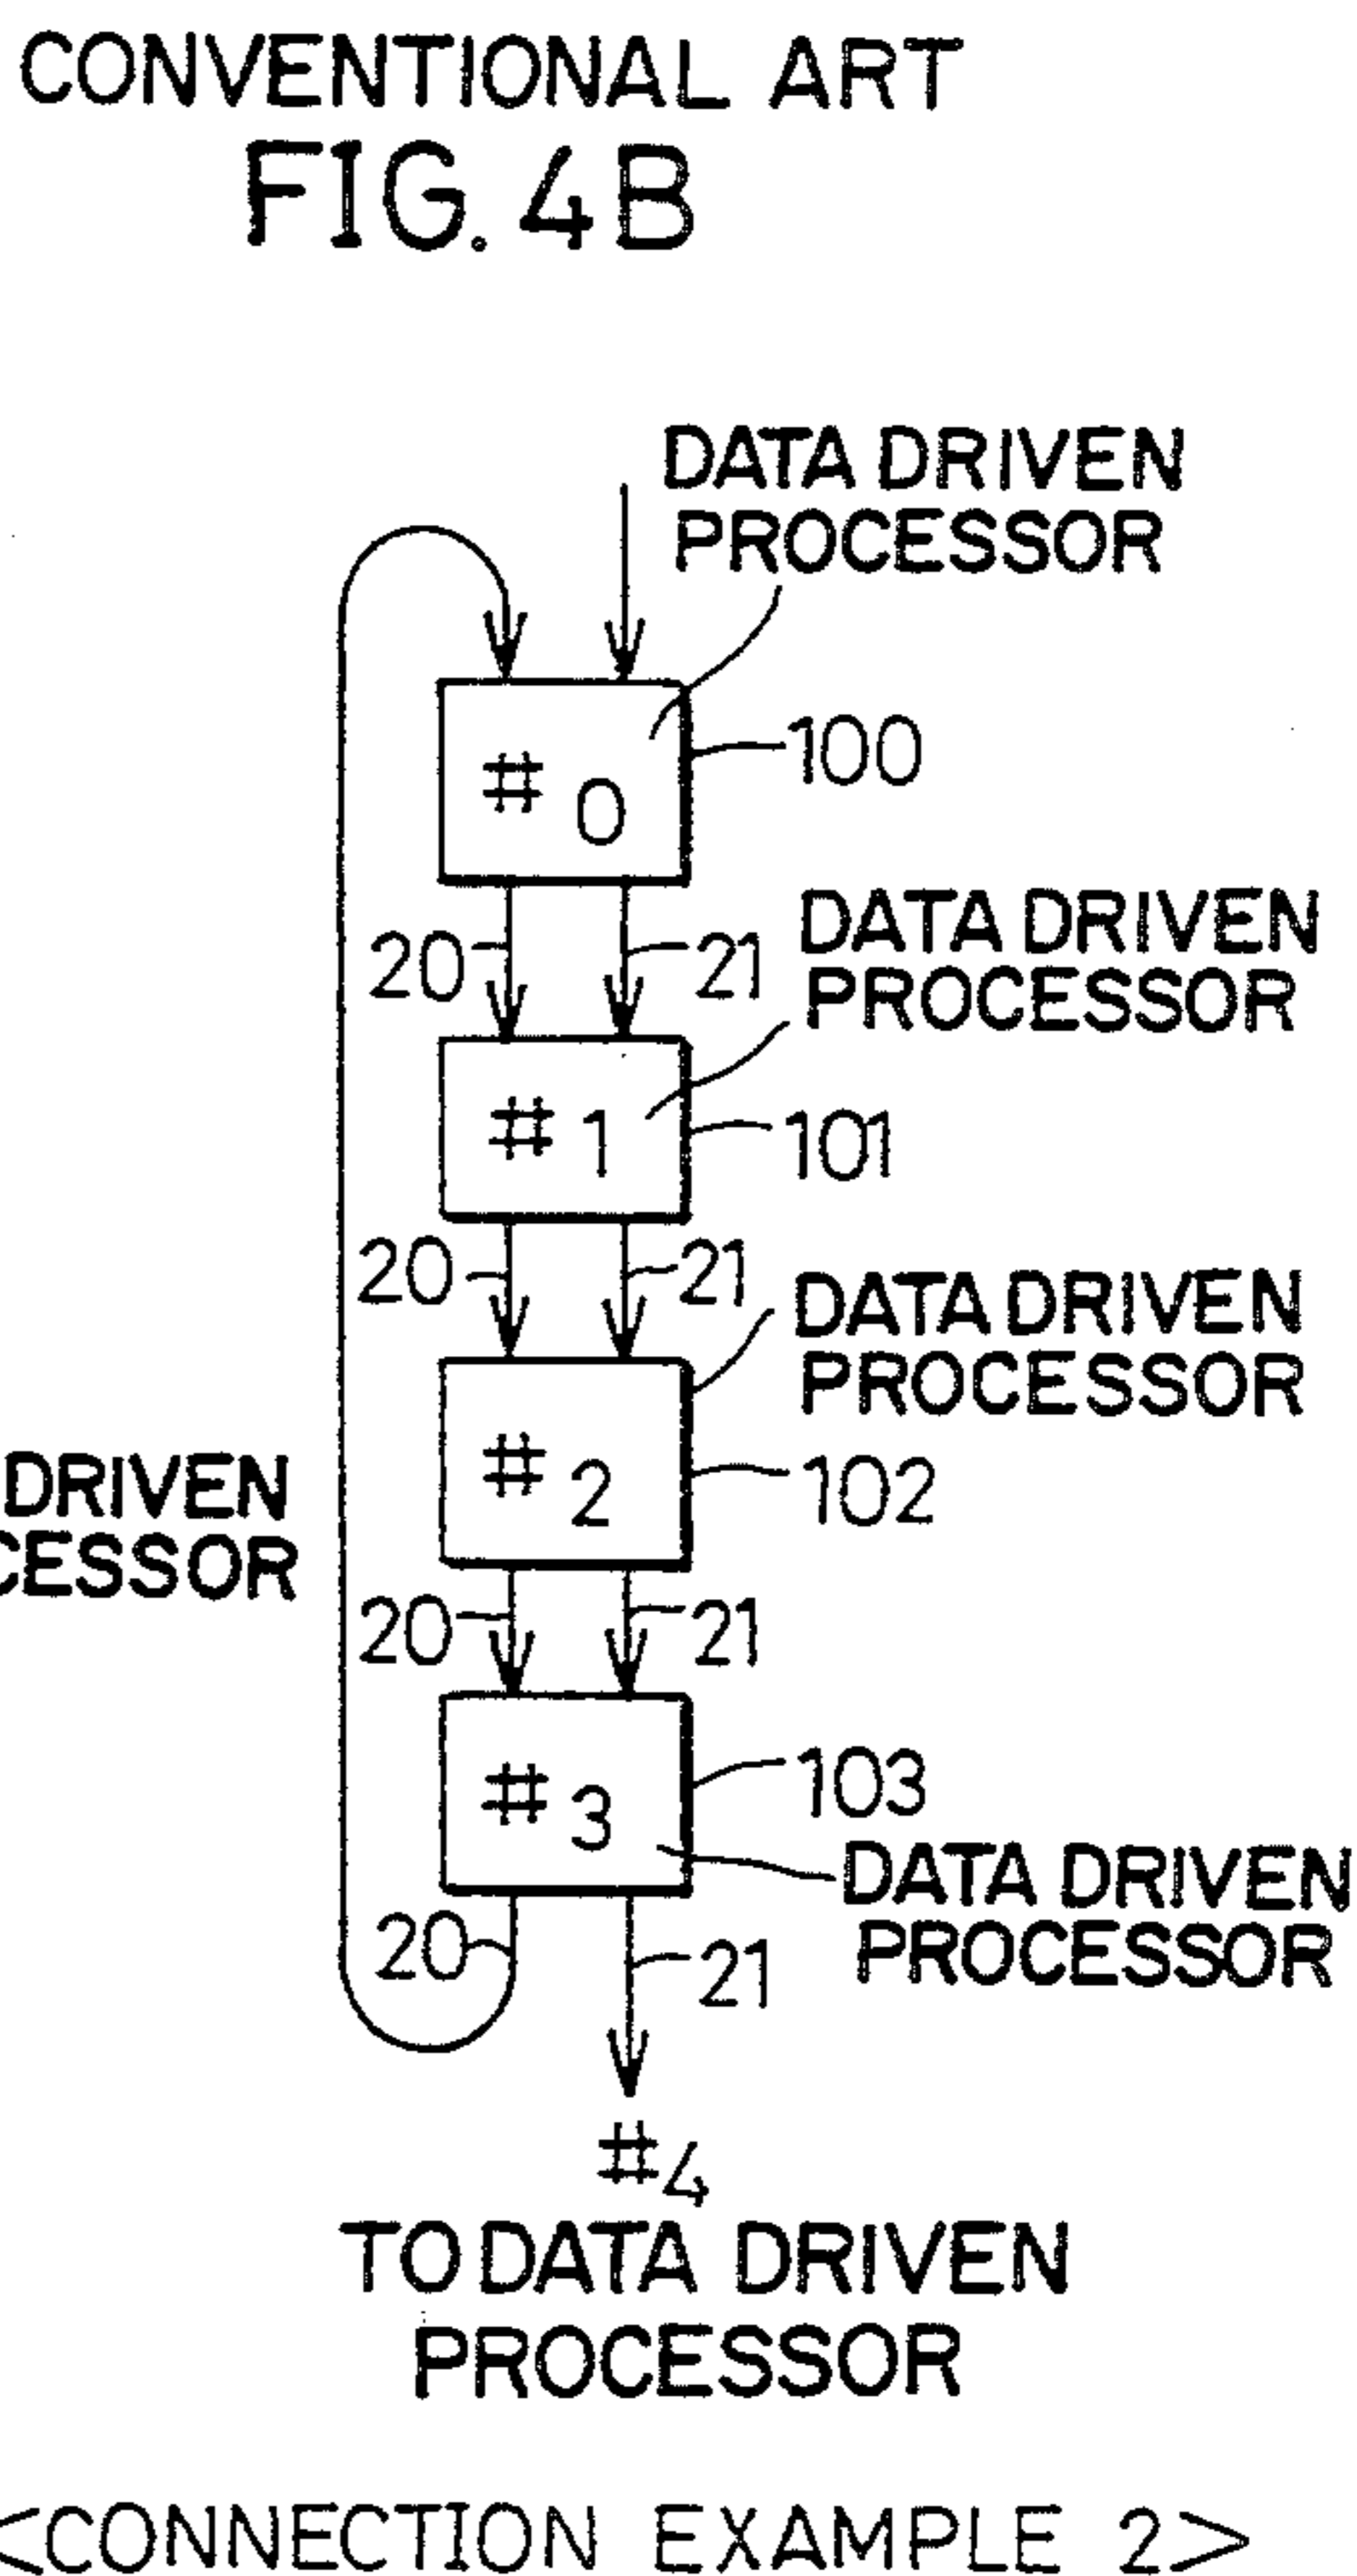 CONVENTIONAL ART
FIG. 4B
DATA DRIVEN
PROCESSOR
# 0
100
20
21
DATA DRIVEN
PROCESSOR
# 1
101
20
21
DATA DRIVEN
PROCESSOR
# 2
102
DRIVEN
CESSOR
20
21
# 3
103
DATA DRIVEN
PROCESSOR
20
21
#4
TO DATA DRIVEN
PROCESSOR
<CONNECTION EXAMPLE 2>